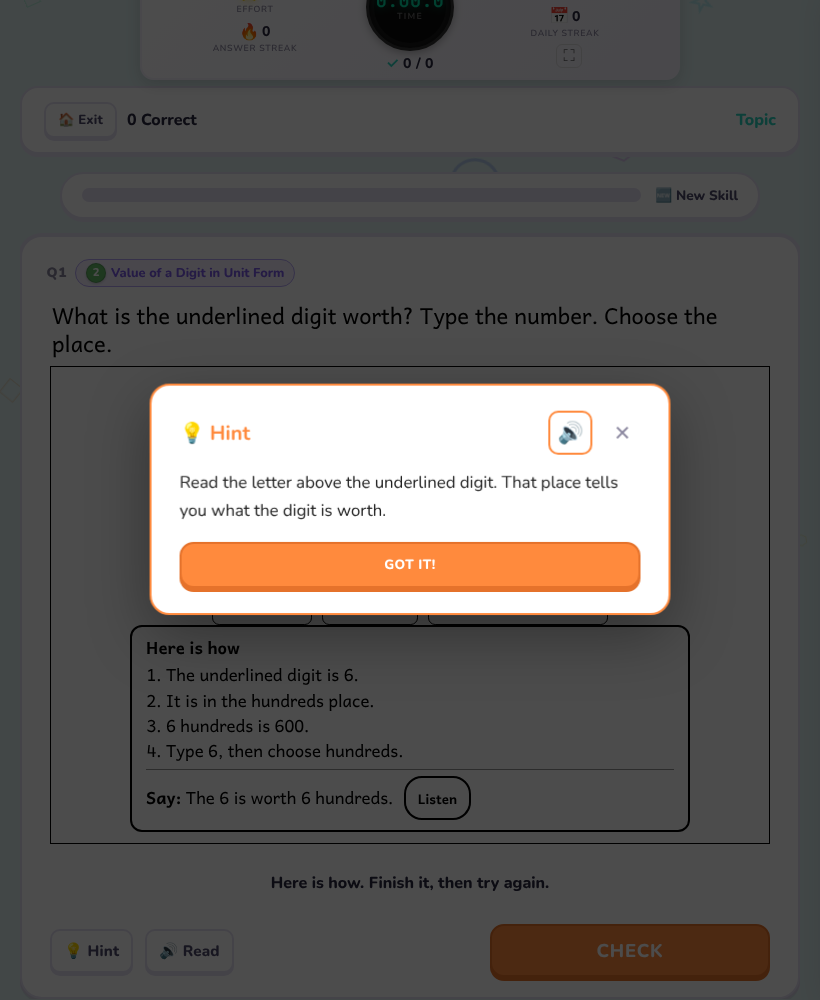 EFFORT
0:00.0
TIME
🔥 0
ANSWER STREAK
📅 0
DAILY STREAK
✓ 0 / 0
🏠 Exit
0 Correct
Topic
🆕 New Skill
Q1
2 Value of a Digit in Unit Form
What is the underlined digit worth? Type the number. Choose the
place.
💡 Hint
Read the letter above the underlined digit. That place tells
you what the digit is worth.
GOT IT!
Here is how
1. The underlined digit is 6.
2. It is in the hundreds place.
3. 6 hundreds is 600.
4. Type 6, then choose hundreds.
Say: The 6 is worth 6 hundreds. Listen
Here is how. Finish it, then try again.
💡 Hint
🔊 Read
CHECK